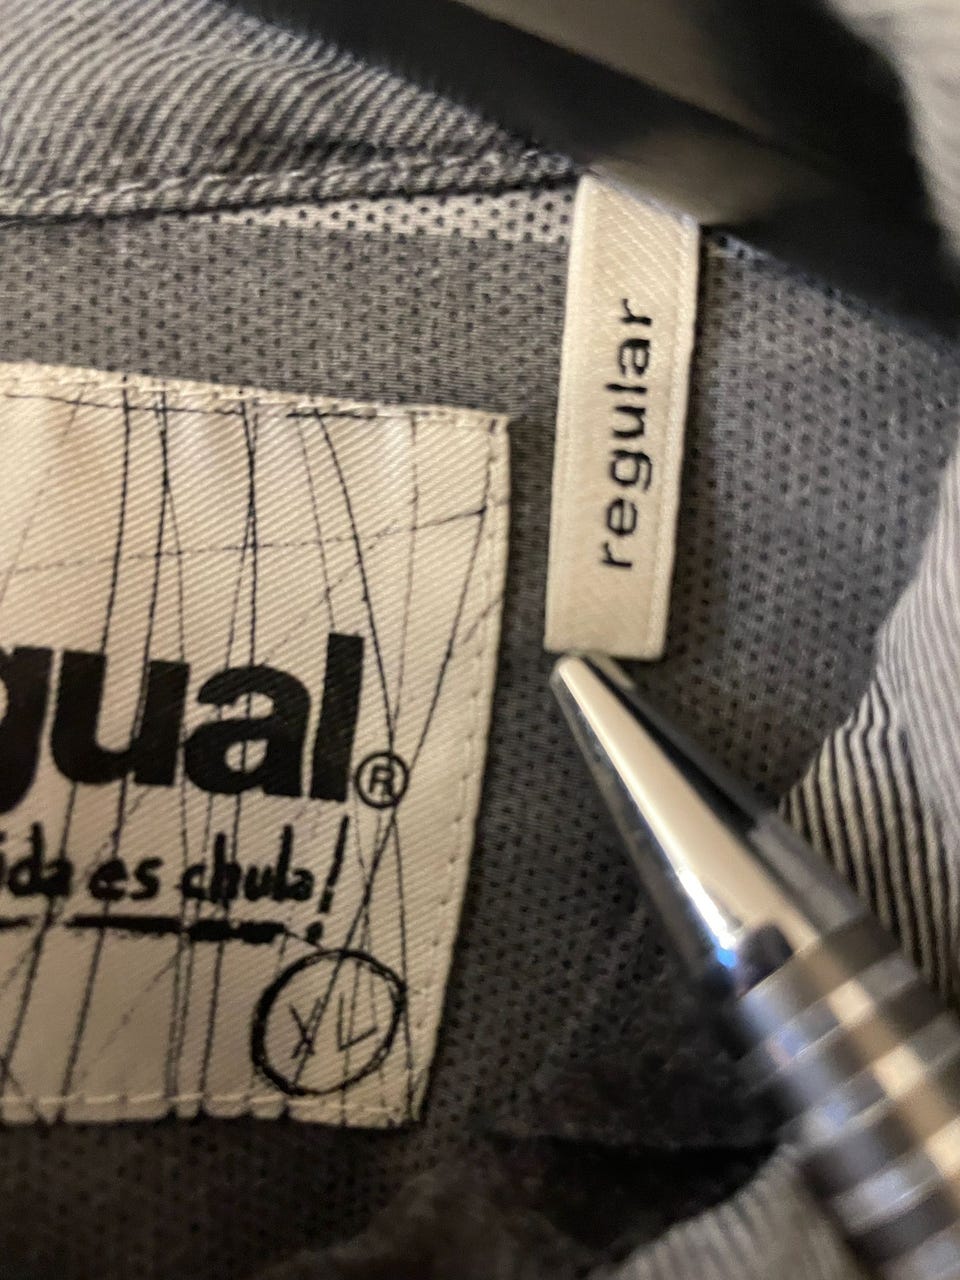 regular
gual®
ida es chula!
XL